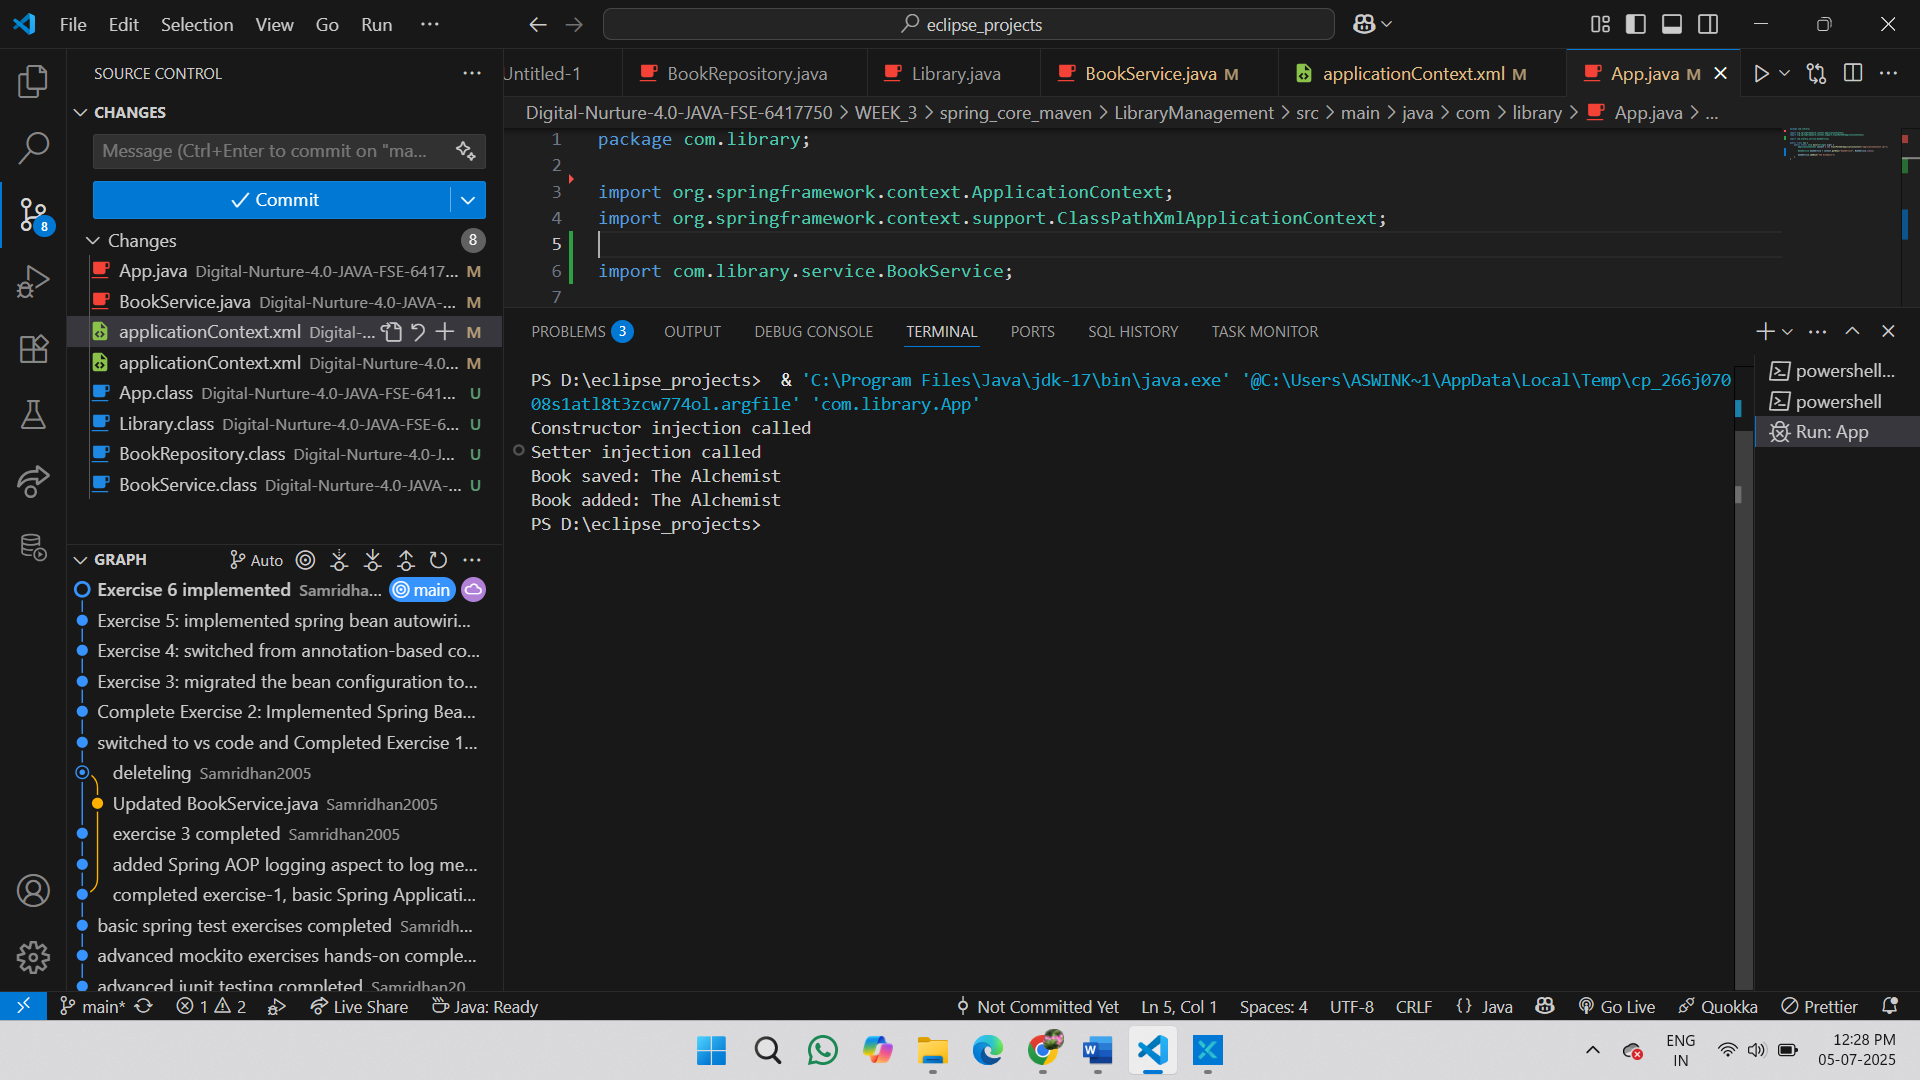 File Edit Selection View Go Run ···
eclipse_projects
SOURCE CONTROL
CHANGES
Message (Ctrl+Enter to commit on "ma...
Commit
8
Changes 8
App.java Digital-Nurture-4.0-JAVA-FSE-6417... M
BookService.java Digital-Nurture-4.0-JAVA-... M
applicationContext.xml Digital-... M
applicationContext.xml Digital-Nurture-4.0... M
App.class Digital-Nurture-4.0-JAVA-FSE-641... U
Library.class Digital-Nurture-4.0-JAVA-FSE-6... U
BookRepository.class Digital-Nurture-4.0-J... U
BookService.class Digital-Nurture-4.0-JAVA-... U
GRAPH Auto
Exercise 6 implemented Samridha... main
Exercise 5: implemented spring bean autowiri...
Exercise 4: switched from annotation-based co...
Exercise 3: migrated the bean configuration to...
Complete Exercise 2: Implemented Spring Bea...
switched to vs code and Completed Exercise 1...
deleteling Samridhan2005
Updated BookService.java Samridhan2005
exercise 3 completed Samridhan2005
added Spring AOP logging aspect to log me...
completed exercise-1, basic Spring Applicati...
basic spring test exercises completed Samridh...
advanced mockito exercises hands-on comple...
advanced junit testing completed Samridhan20
Untitled-1 BookRepository.java Library.java BookService.java M applicationContext.xml M App.java M
Digital-Nurture-4.0-JAVA-FSE-6417750 > WEEK_3 > spring_core_maven > LibraryManagement > src > main > java > com > library > App.java > ...
1 package com.library;
2
3 import org.springframework.context.ApplicationContext;
4 import org.springframework.context.support.ClassPathXmlApplicationContext;
5
6 import com.library.service.BookService;
7
PROBLEMS 3 OUTPUT DEBUG CONSOLE TERMINAL PORTS SQL HISTORY TASK MONITOR
PS D:\eclipse_projects>  & 'C:\Program Files\Java\jdk-17\bin\java.exe' '@C:\Users\ASWINK~1\AppData\Local\Temp\cp_266j070
08s1atl8t3zcw774ol.argfile' 'com.library.App'
Constructor injection called
Setter injection called
Book saved: The Alchemist
Book added: The Alchemist
PS D:\eclipse_projects>
powershell...
powershell
Run: App
main* 1 2 Live Share Java: Ready Not Committed Yet Ln 5, Col 1 Spaces: 4 UTF-8 CRLF {} Java Go Live Quokka Prettier
ENG
IN
12:28 PM
05-07-2025